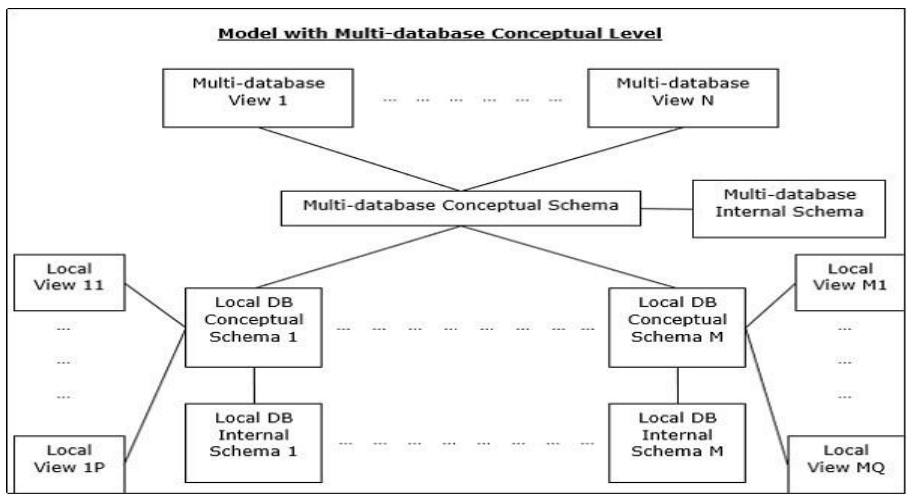 Model with Multi-database Conceptual Level
Multi-database
View 1
... ... ... ... ... ...
Multi-database
View N
Multi-database Conceptual Schema
Multi-database
Internal Schema
Local
View 11
...
...
...
Local
View 1P
Local DB
Conceptual
Schema 1
... ... ... ... ... ... ... ...
Local DB
Conceptual
Schema M
Local
View M1
...
...
...
Local
View MQ
Local DB
Internal
Schema 1
... ... ... ... ... ... ... ...
Local DB
Internal
Schema M